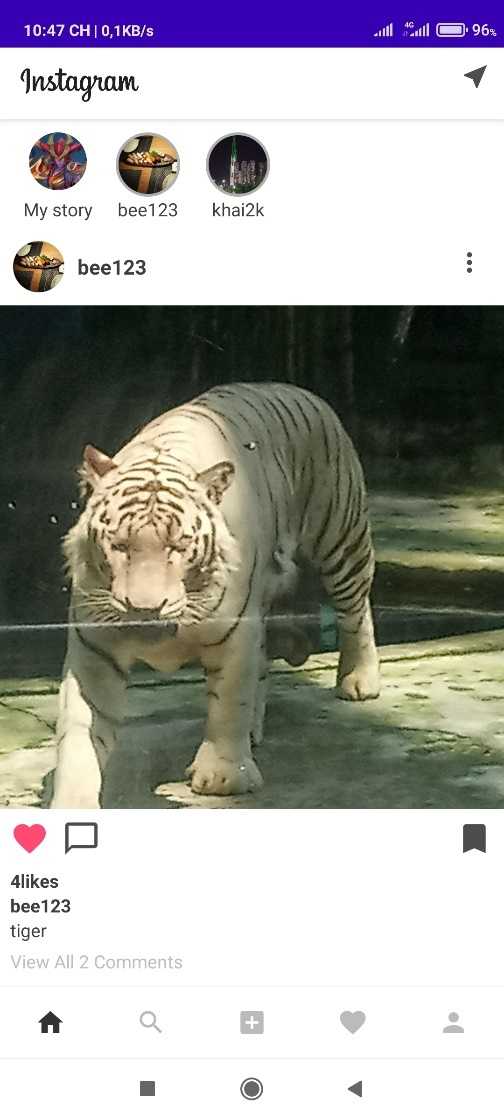 10:47 CH | 0,1KB/s 4G 96%
Instagram
My story bee123 khai2k
bee123
4likes
bee123
tiger
View All 2 Comments